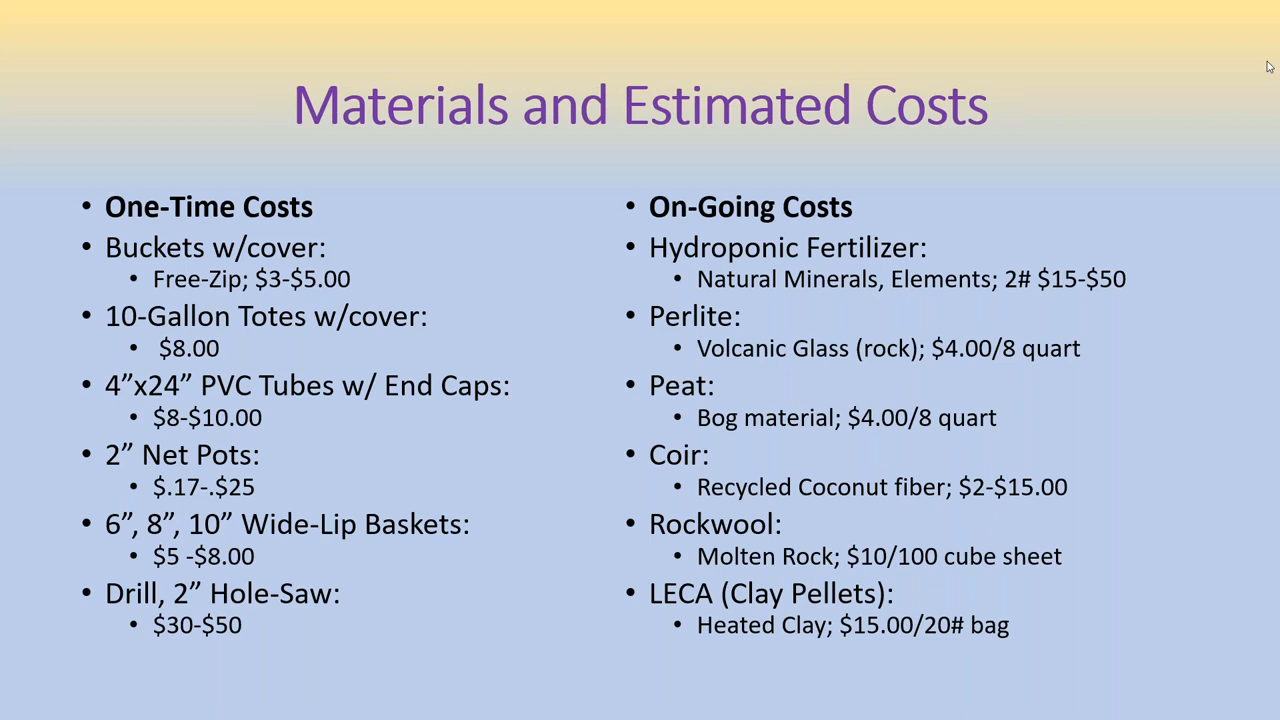 Materials and Estimated Costs
• One-Time Costs
• Buckets w/cover:
• Free-Zip; $3-$5.00
• 10-Gallon Totes w/cover:
• $8.00
• 4”x24” PVC Tubes w/ End Caps:
• $8-$10.00
• 2” Net Pots:
• $.17-.$25
• 6”, 8”, 10” Wide-Lip Baskets:
• $5 -$8.00
• Drill, 2” Hole-Saw:
• $30-$50
• On-Going Costs
• Hydroponic Fertilizer:
• Natural Minerals, Elements; 2# $15-$50
• Perlite:
• Volcanic Glass (rock); $4.00/8 quart
• Peat:
• Bog material; $4.00/8 quart
• Coir:
• Recycled Coconut fiber; $2-$15.00
• Rockwool:
• Molten Rock; $10/100 cube sheet
• LECA (Clay Pellets):
• Heated Clay; $15.00/20# bag